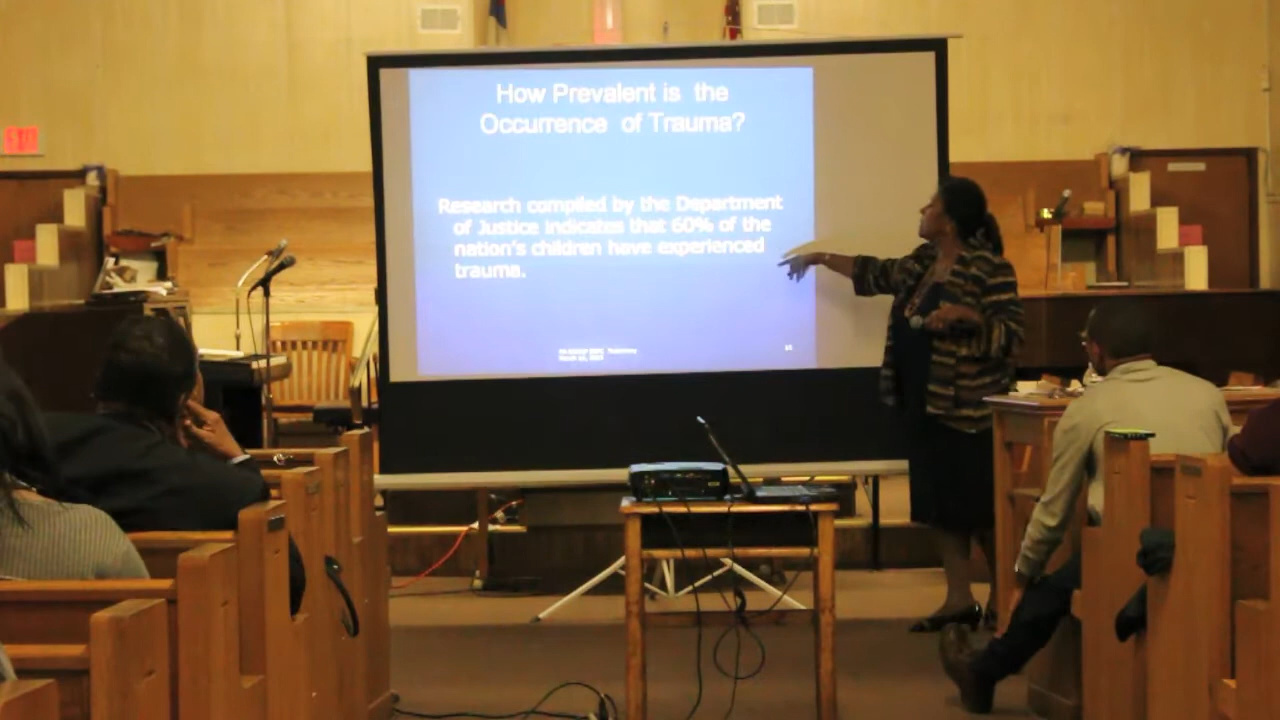 EXIT
How Prevalent is the
Occurrence of Trauma?
Research compiled by the Department
of Justice indicates that 60% of the
nation's children have experienced
trauma.